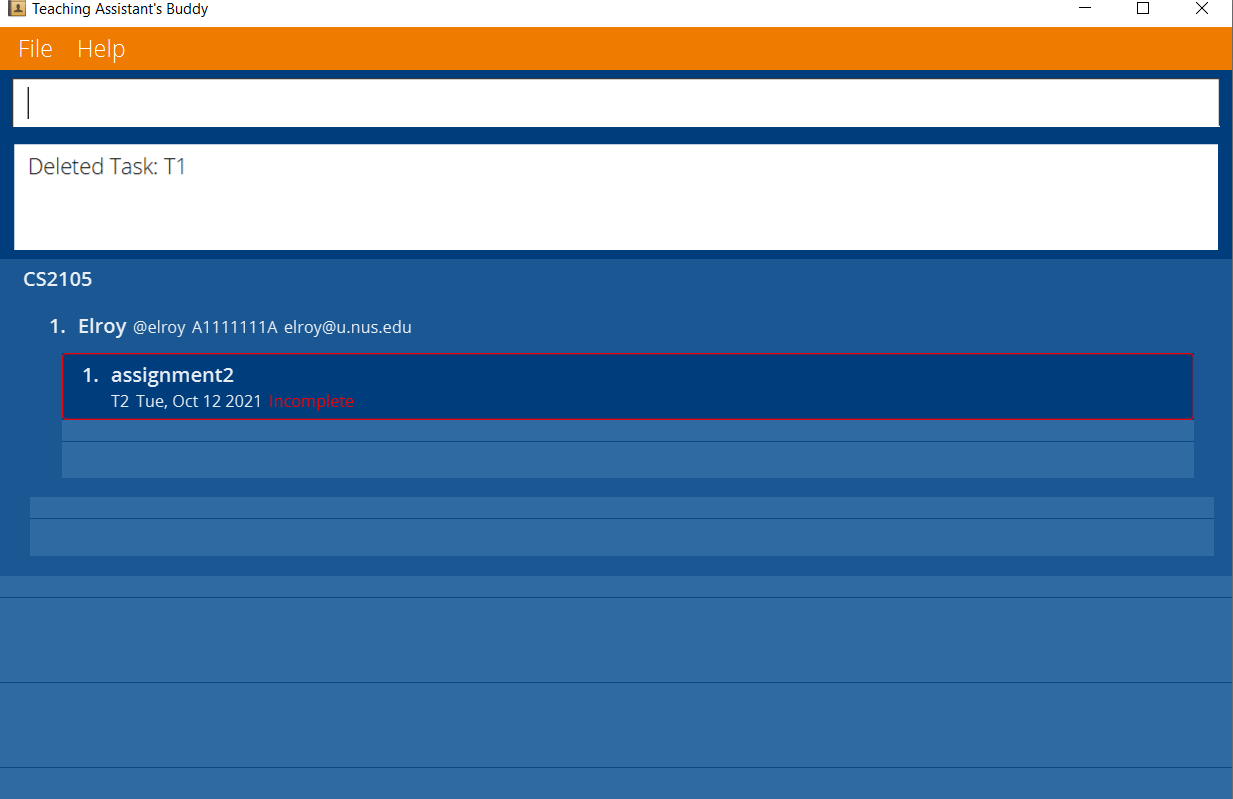 Teaching Assistant's Buddy
File Help
Deleted Task: T1
CS2105
1. Elroy @elroy A1111111A elroy@u.nus.edu
1. assignment2
T2 Tue, Oct 12 2021 Incomplete